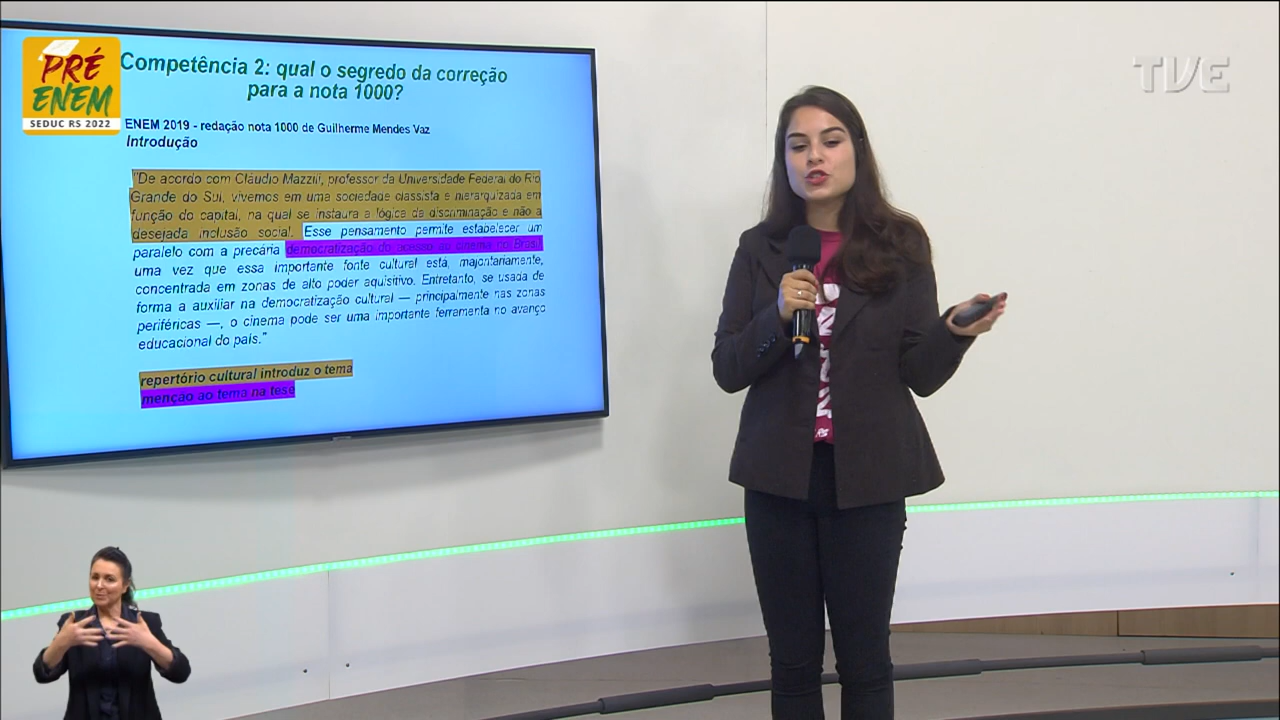 PRÉ
ENEM
SEDUC RS 2022
TVE
Competência 2: qual o segredo da correção
para a nota 1000?
ENEM 2019 - redação nota 1000 de Guilherme Mendes Vaz
Introdução
"De acordo com Claudio Mazzili, professor da Universidade Federal do Rio
Grande do Sul, vivemos em uma sociedade classista e hierarquizada em
função do capital, na qual se instaura a lógica da discriminação e não a
desejada inclusão social. Esse pensamento permite estabelecer um
paralelo com a precária democratização do acesso ao cinema no Brasil,
uma vez que essa importante fonte cultural está, majoritariamente,
concentrada em zonas de alto poder aquisitivo. Entretanto, se usada de
forma a auxiliar na democratização cultural — principalmente nas zonas
periféricas —, o cinema pode ser uma importante ferramenta no avanço
educacional do país."
repertório cultural introduz o tema
menção ao tema na tese